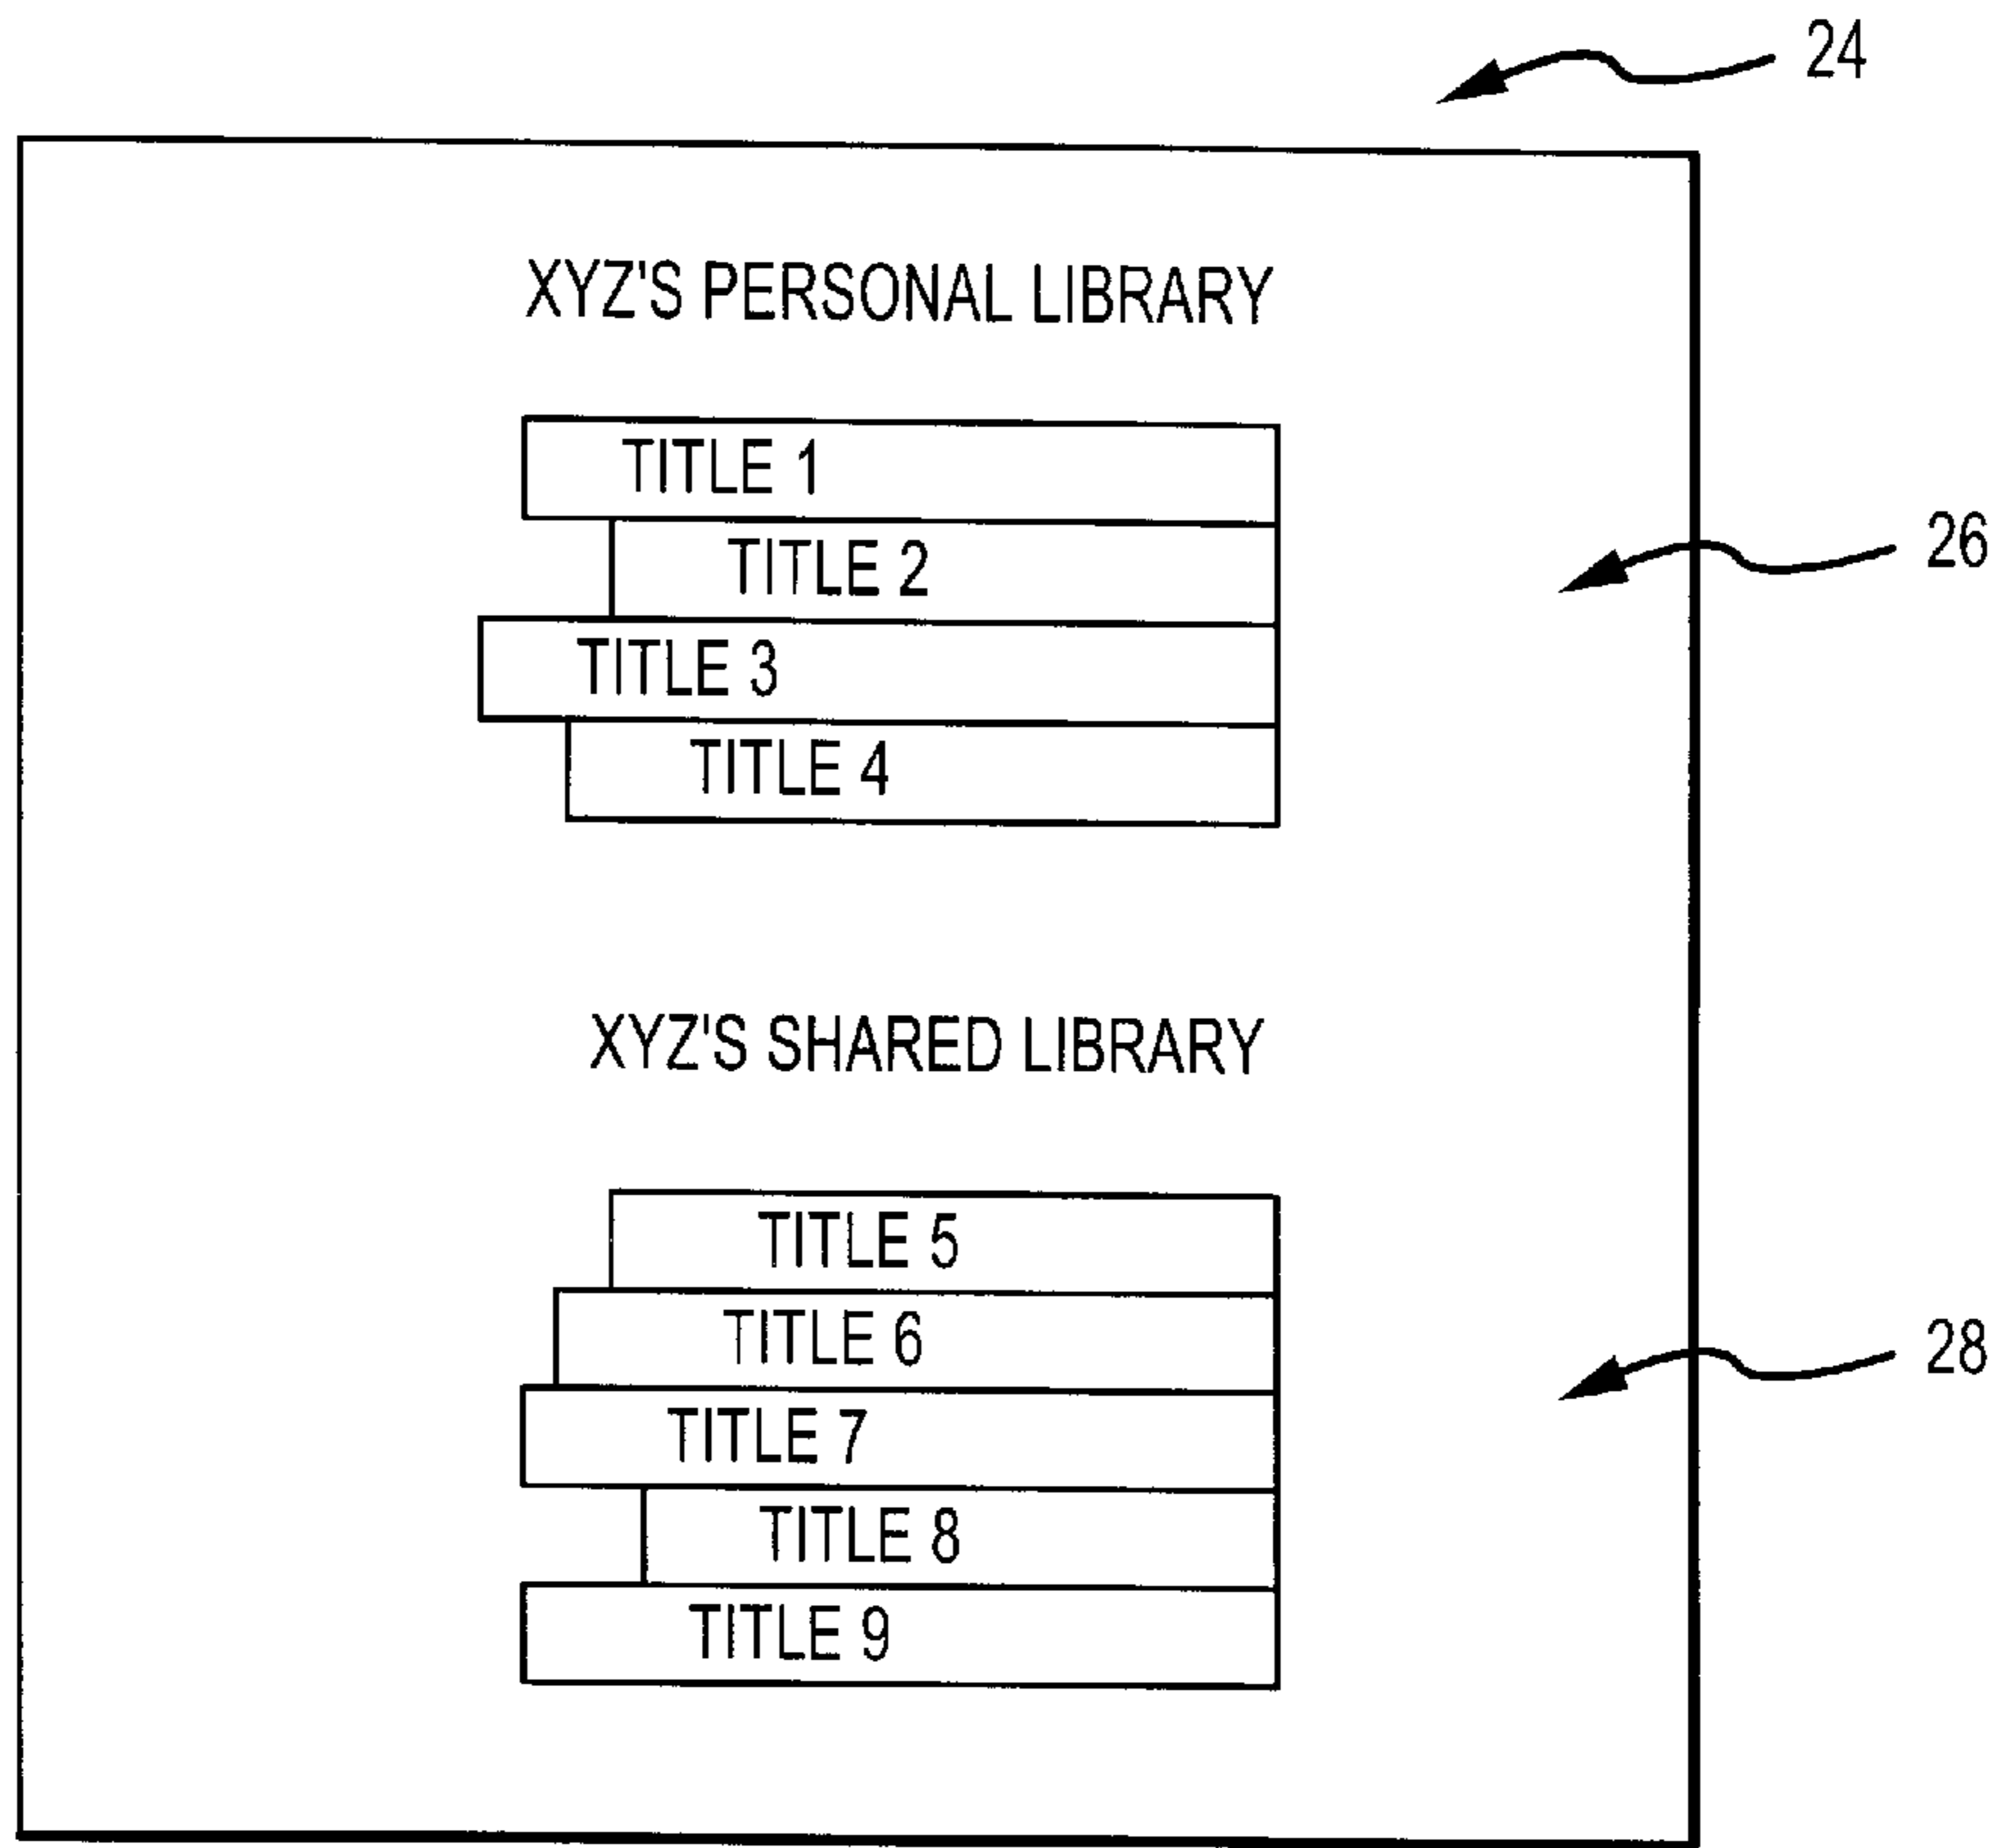 24
XYZ'S PERSONAL LIBRARY
TITLE 1
TITLE 2
26
TITLE 3
TITLE 4
XYZ'S SHARED LIBRARY
TITLE 5
TITLE 6
28
TITLE 7
TITLE 8
TITLE 9